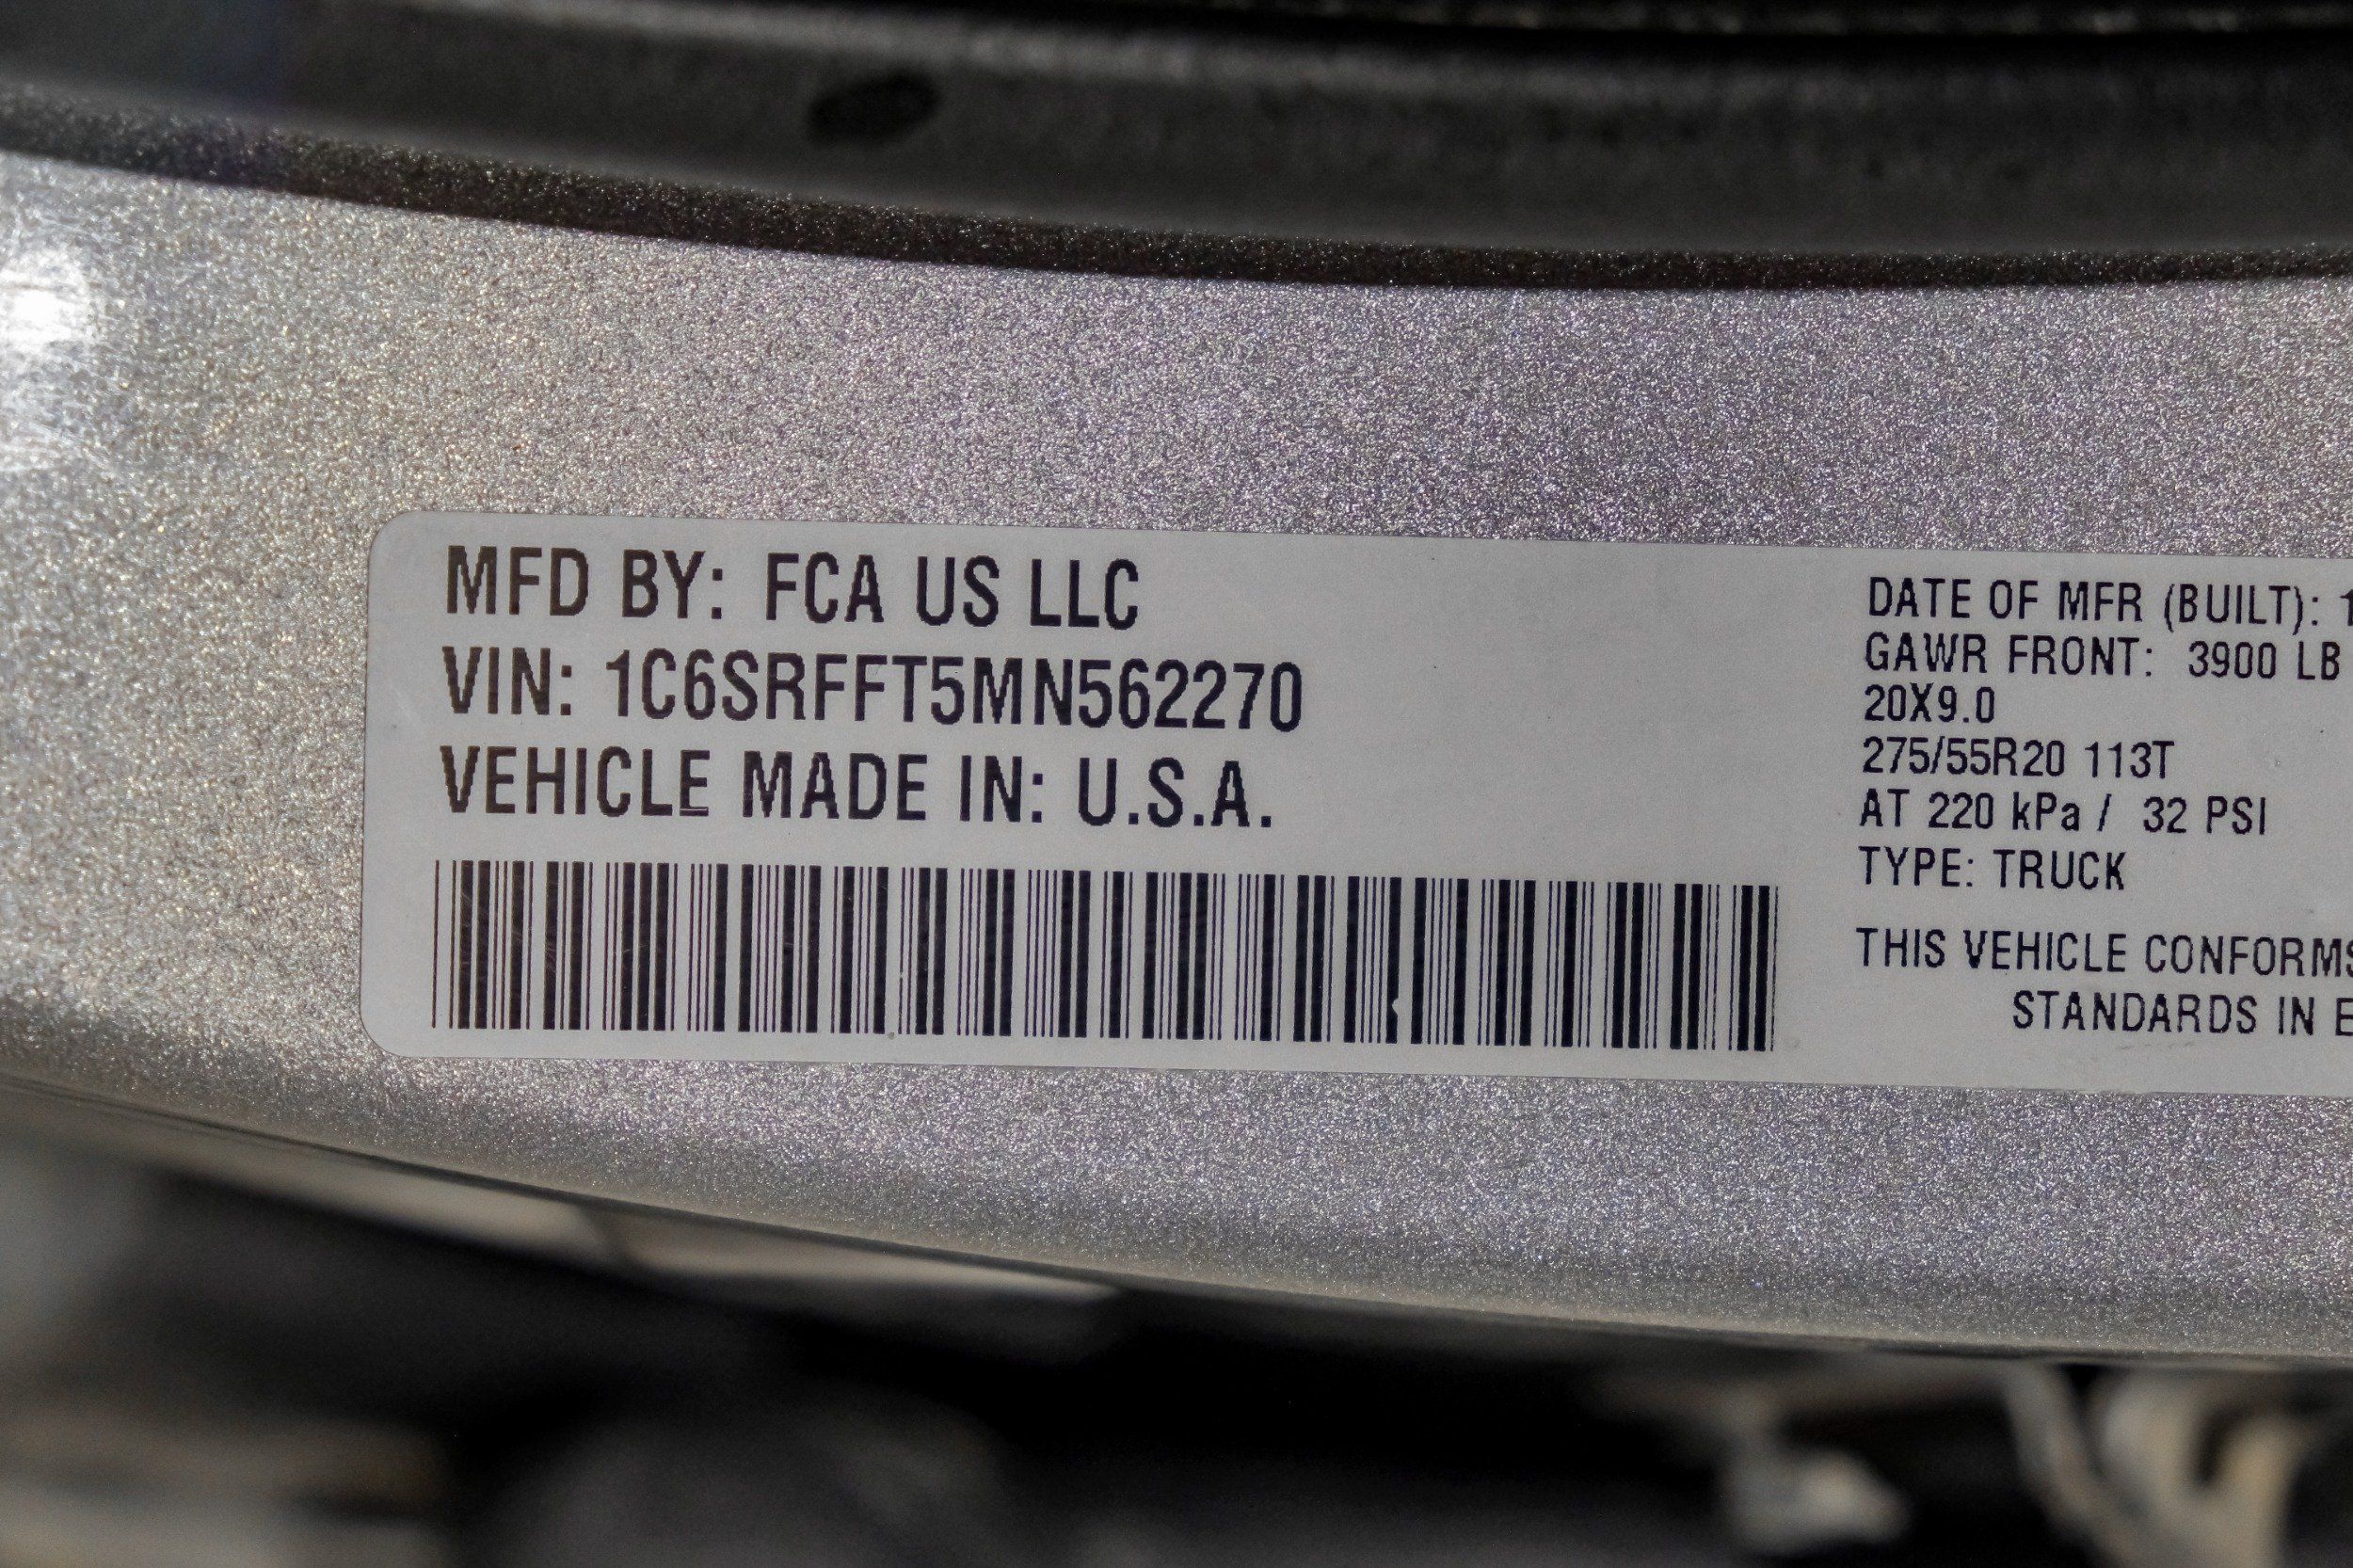 MFD BY: FCA US LLC
VIN: 1C6SRFFT5MN562270
VEHICLE MADE IN: U.S.A.
DATE OF MFR (BUILT): 1
GAWR FRONT: 3900 LB
20X9.0
275/55R20 113T
AT 220 kPa / 32 PSI
TYPE: TRUCK
THIS VEHICLE CONFORMS
STANDARDS IN E